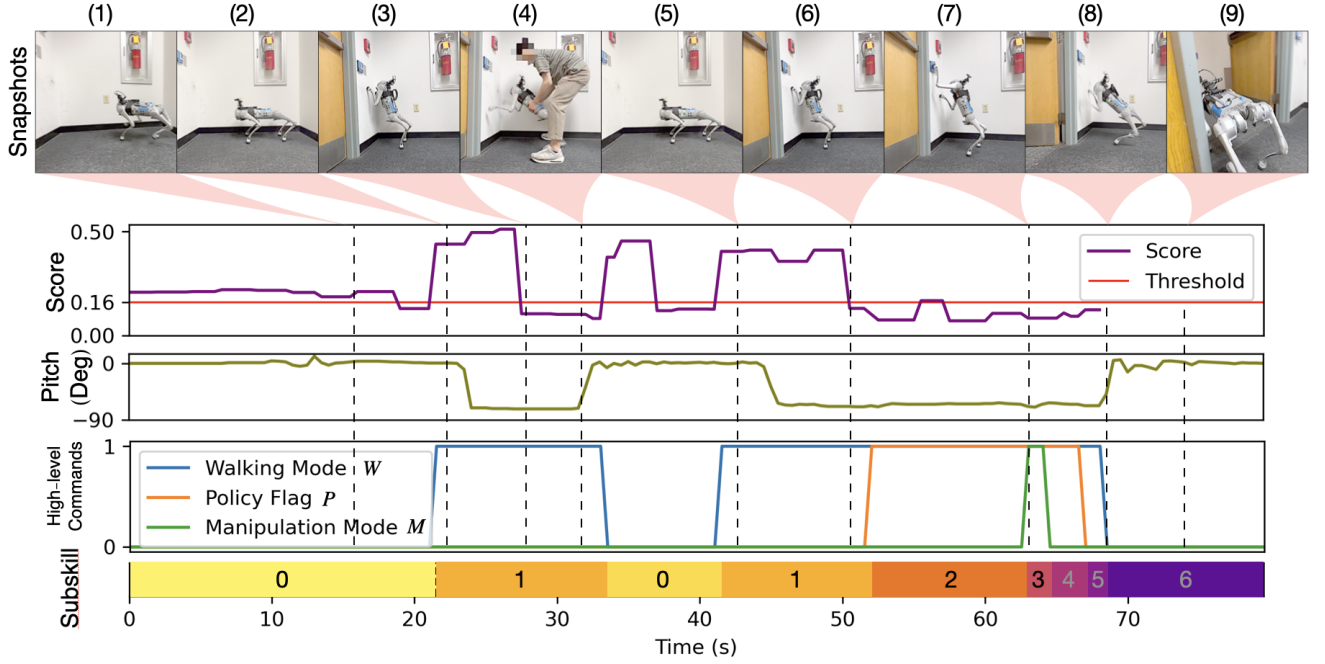 (1) (2) (3) (4) (5) (6) (7) (8) (9)
Snapshots
Score
0.50
0.16
0.00
Score
Threshold
Pitch
(Deg)
0
−90
High-level
Commands
1
0
Walking Mode W
Policy Flag P
Manipulation Mode M
Subskill
0 1 0 1 2 3 4 5 6
0 10 20 30 40 50 60 70
Time (s)